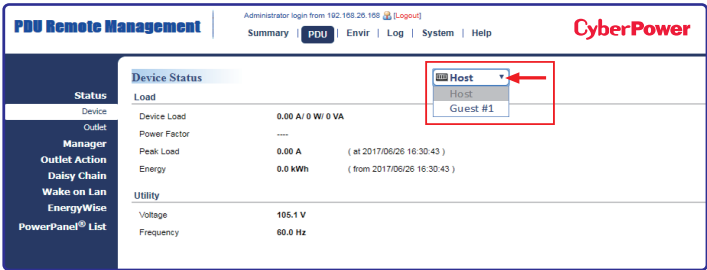 PDU Remote Management
Administrator login from 192.168.26.168 [Logout]
Summary | PDU | Envir | Log | System | Help
CyberPower
Device Status
Host
Host
Guest #1
Status
Device
Outlet
Manager
Outlet Action
Daisy Chain
Wake on Lan
EnergyWise
PowerPanel® List
Load
Device Load 0.00 A/ 0 W/ 0 VA
Power Factor ----
Peak Load 0.00 A ( at 2017/06/26 16:30:43 )
Energy 0.0 kWh ( from 2017/06/26 16:30:43 )
Utility
Voltage 105.1 V
Frequency 60.0 Hz